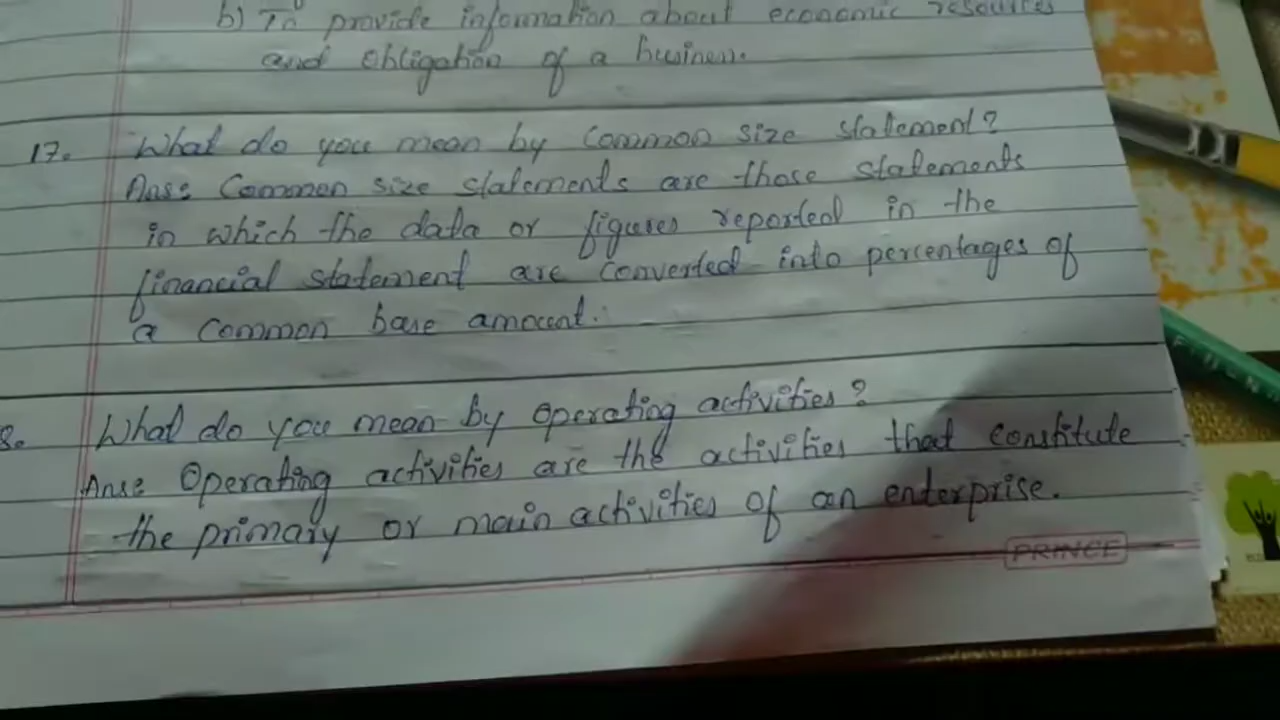 b) To provide information about economic resources
and obligation of a business.
17. What do you mean by Common size statement?
Ans: Common size statements are those statements
in which the data or figures reported in the
financial statement are converted into percentages of
a common base amount.
8. What do you mean by operating activities?
Ans: Operating activities are the activities that constitute
the primary or main activities of an enterprise.
PRINCE